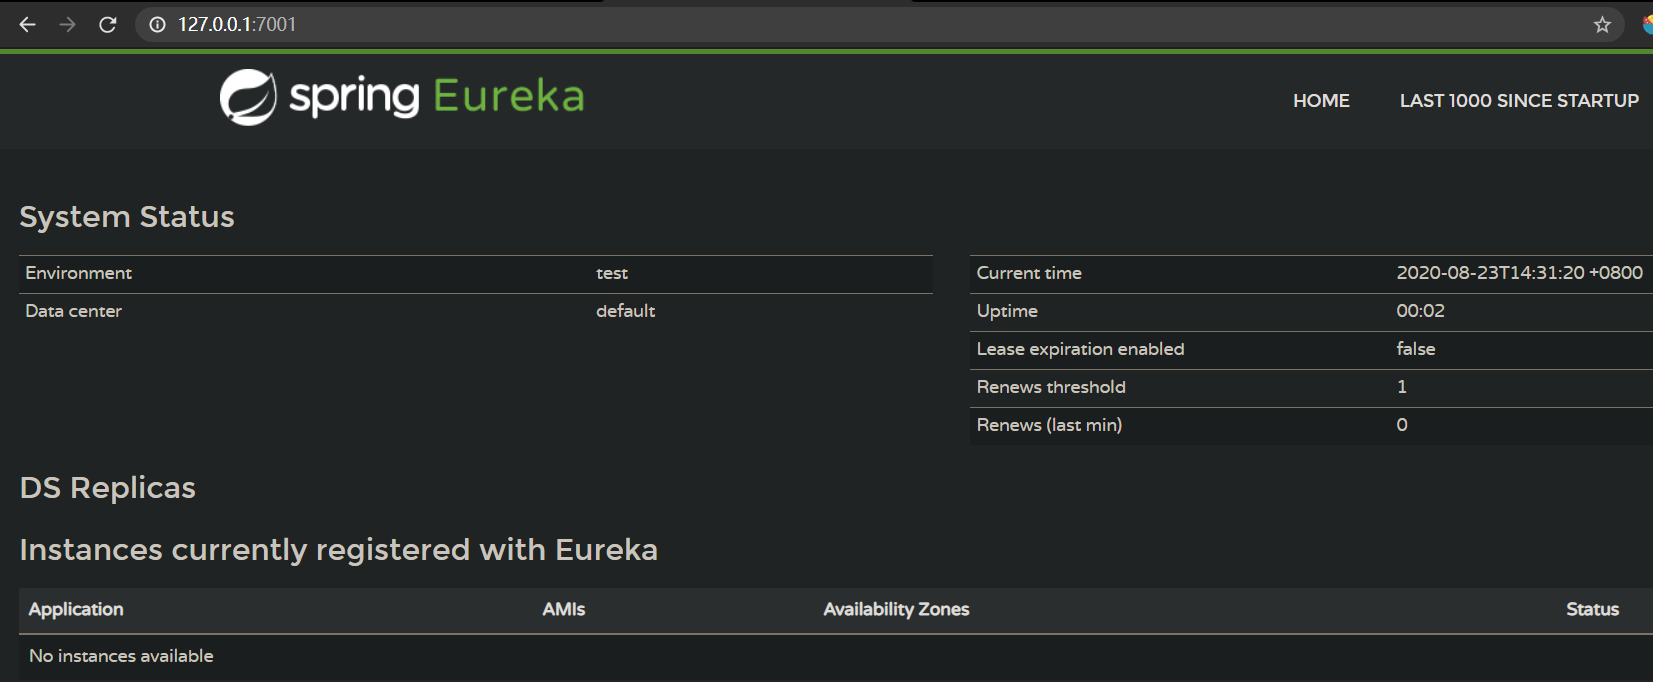 127.0.0.1:7001
spring Eureka
HOME LAST 1000 SINCE STARTUP
System Status
Environment test
Data center default
Current time 2020-08-23T14:31:20 +0800
Uptime 00:02
Lease expiration enabled false
Renews threshold 1
Renews (last min) 0
DS Replicas
Instances currently registered with Eureka
Application AMIs Availability Zones Status
No instances available